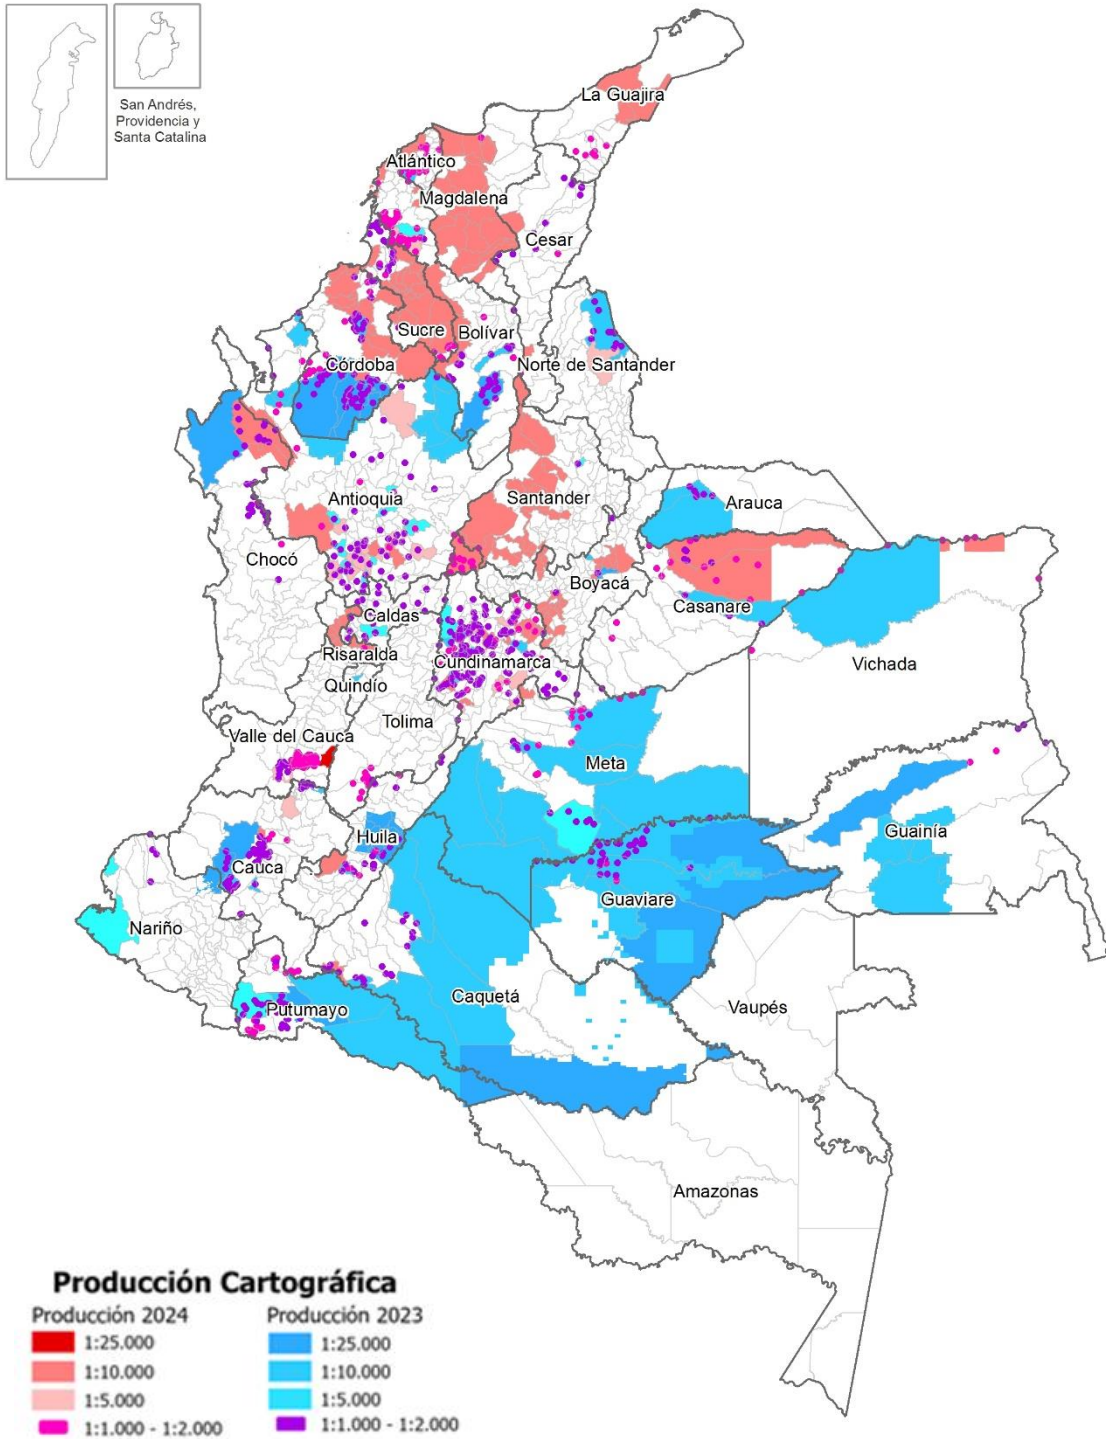 San Andrés,
Providencia y
Santa Catalina
La Guajira
Atlántico
Magdalena
Cesar
Sucre
Bolívar
Córdoba
Norte de Santander
Antioquia
Santander
Arauca
Chocó
Boyacá
Casanare
Caldas
Risaralda
Cundinamarca
Vichada
Quindío
Tolima
Valle del Cauca
Meta
Huila
Guainía
Cauca
Guaviare
Nariño
Caquetá
Vaupés
Putumayo
Amazonas
Producción Cartográfica
Producción 2024
1:25.000
1:10.000
1:5.000
1:1.000 - 1:2.000
Producción 2023
1:25.000
1:10.000
1:5.000
1:1.000 - 1:2.000